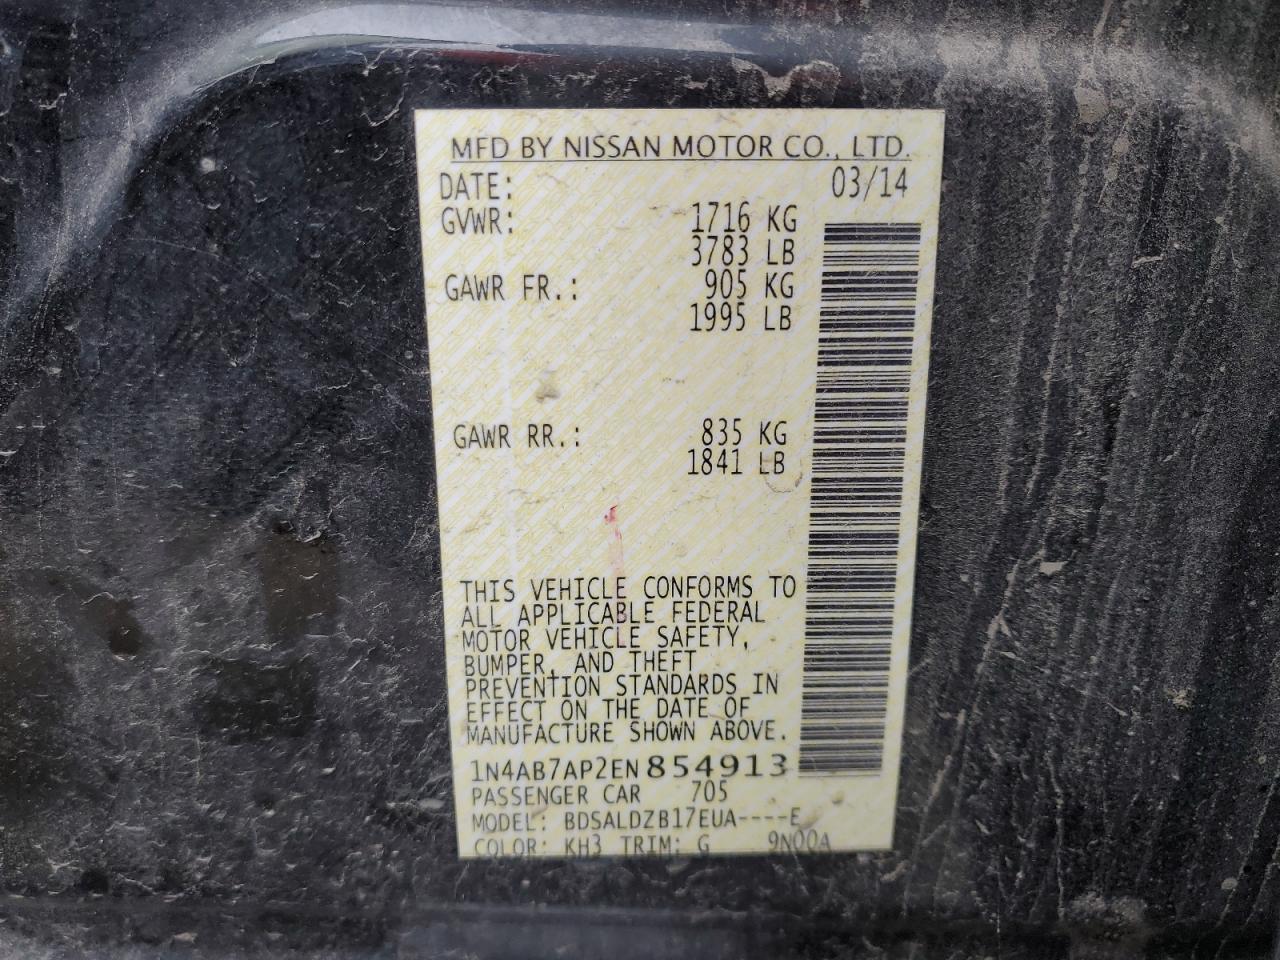 MFD BY NISSAN MOTOR CO., LTD.
DATE: 03/14
GVWR: 1716 KG
3783 LB
GAWR FR.: 905 KG
1995 LB
GAWR RR.: 835 KG
1841 LB
THIS VEHICLE CONFORMS TO
ALL APPLICABLE FEDERAL
MOTOR VEHICLE SAFETY,
BUMPER, AND THEFT
PREVENTION STANDARDS IN
EFFECT ON THE DATE OF
MANUFACTURE SHOWN ABOVE.
1N4AB7AP2EN854913
PASSENGER CAR 705
MODEL: BDSALDZB17EUA----E
COLOR: KH3 TRIM: G 9N00A